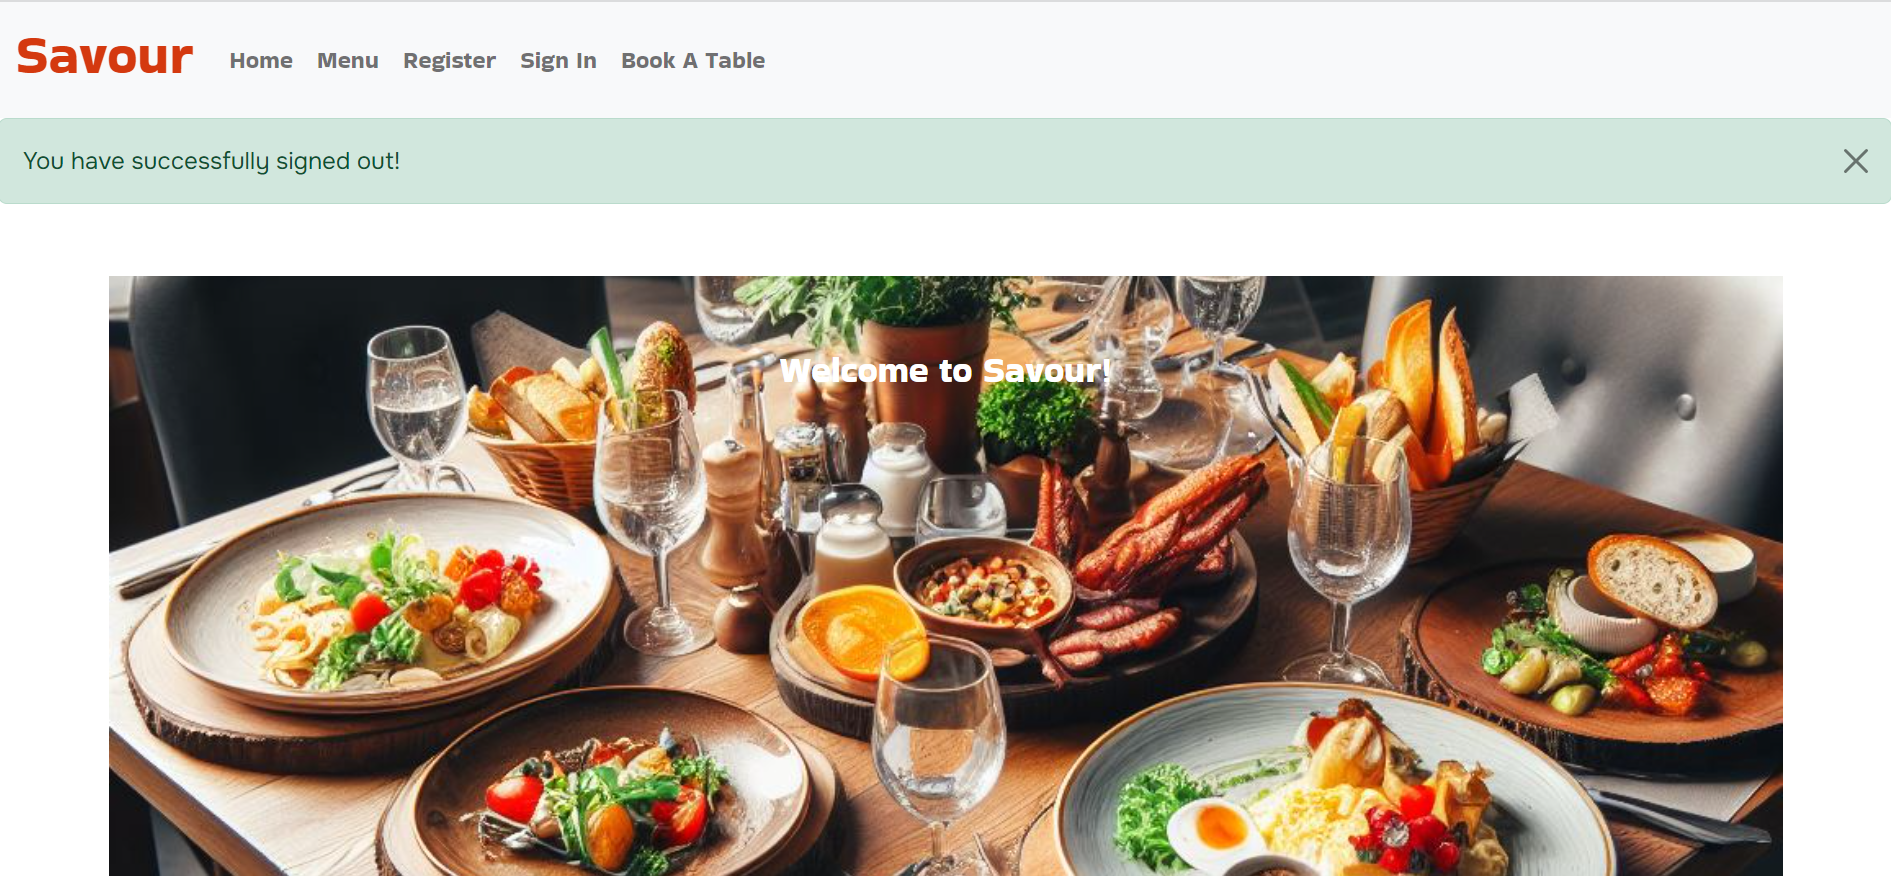 Savour Home Menu Register Sign In Book A Table
You have successfully signed out!
Welcome to Savour!